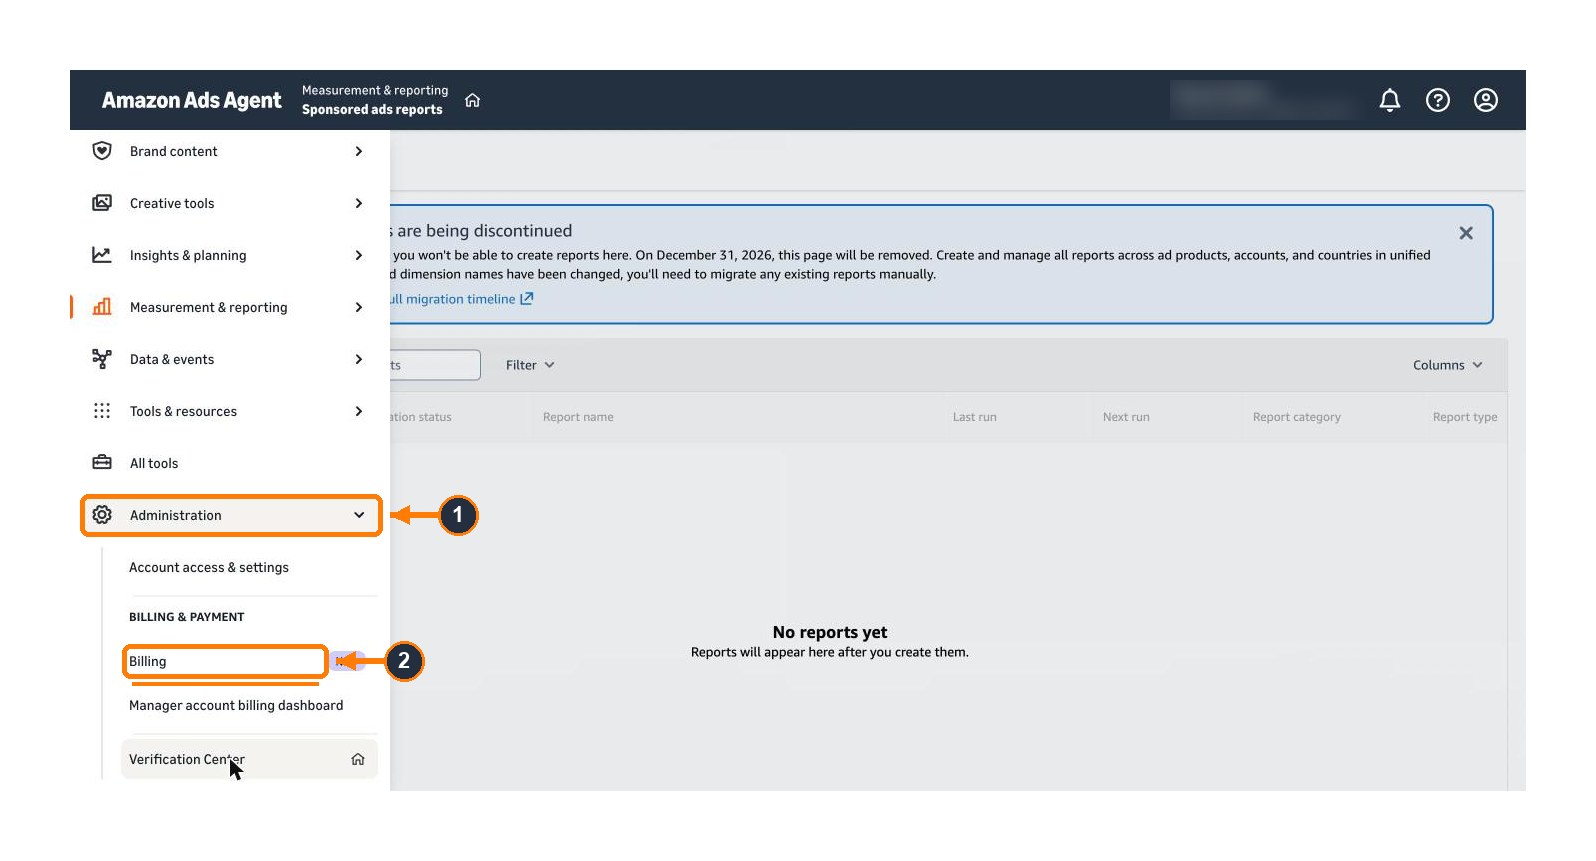 Amazon Ads Agent
Measurement & reporting
Sponsored ads reports
Brand content
Creative tools
Insights & planning
Measurement & reporting
Data & events
Tools & resources
All tools
Administration
1
Account access & settings
BILLING & PAYMENT
Billing
2
Manager account billing dashboard
Verification Center
are being discontinued
you won't be able to create reports here. On December 31, 2026, this page will be removed. Create and manage all reports across ad products, accounts, and countries in unified
dimension names have been changed, you'll need to migrate any existing reports manually.
migration timeline
Filter
Columns
status
Report name
Last run
Next run
Report category
Report type
No reports yet
Reports will appear here after you create them.